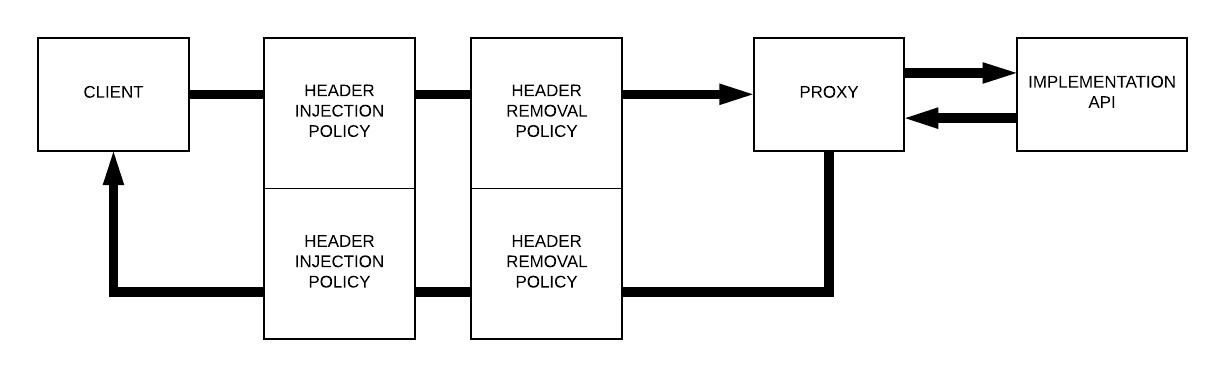 CLIENT
HEADER
INJECTION
POLICY
HEADER
REMOVAL
POLICY
PROXY
IMPLEMENTATION
API
HEADER
INJECTION
POLICY
HEADER
REMOVAL
POLICY